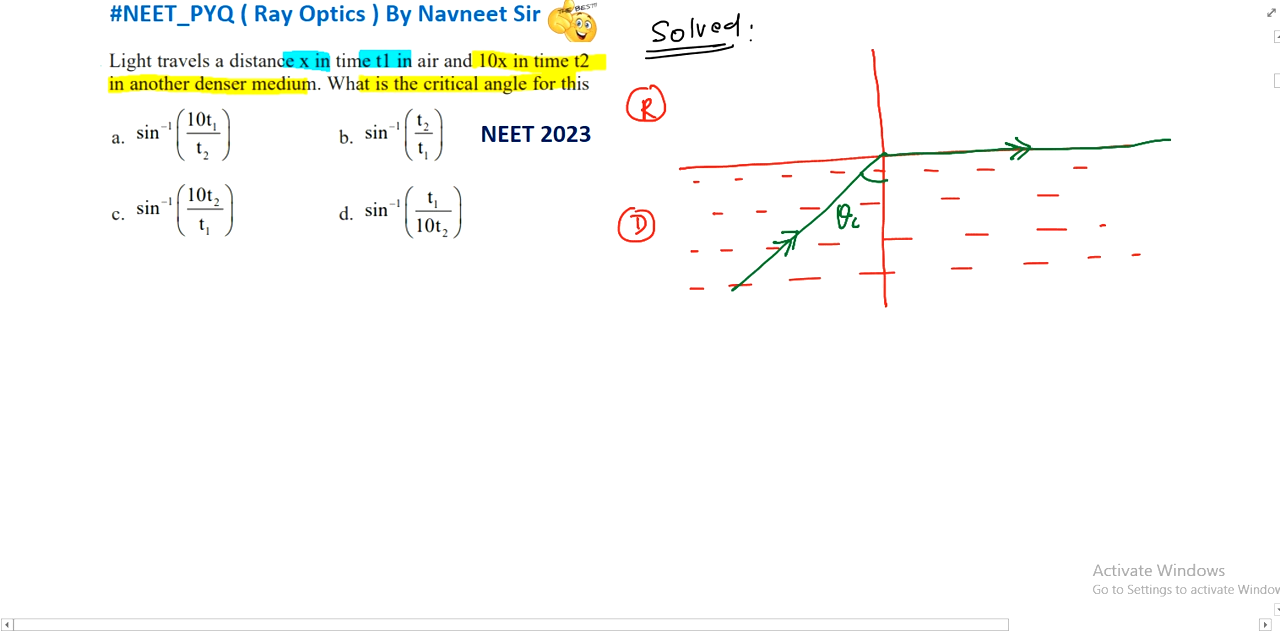 #NEET_PYQ ( Ray Optics ) By Navneet Sir
THE BEST!!!
Light travels a distance x in time t1 in air and 10x in time t2
in another denser medium. What is the critical angle for this
a. sin⁻¹(10t₁/t₂)
b. sin⁻¹(t₂/t₁)
NEET 2023
c. sin⁻¹(10t₂/t₁)
d. sin⁻¹(t₁/10t₂)
Solved:
R
D
θc
Activate Windows
Go to Settings to activate Window